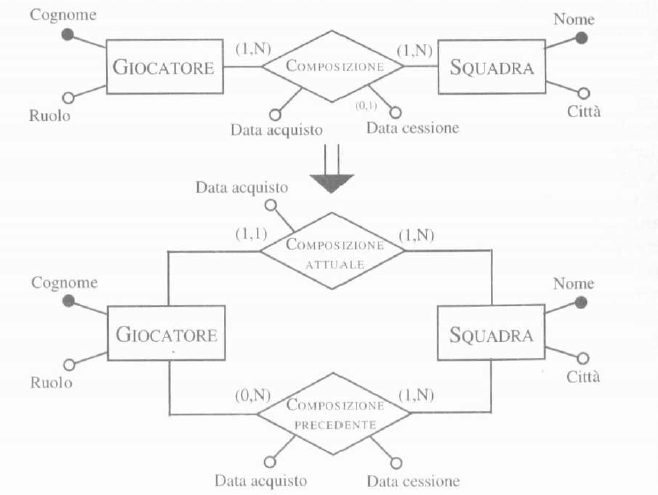 Cognome
Nome
(1,N)
(1,N)
GIOCATORE
COMPOSIZIONE
SQUADRA
Ruolo
(0,1)
Città
Data acquisto
Data cessione
Data acquisto
(1,1)
(1,N)
COMPOSIZIONE
ATTUALE
Cognome
Nome
GIOCATORE
SQUADRA
Ruolo
Città
(0,N)
(1,N)
COMPOSIZIONE
PRECEDENTE
Data acquisto
Data cessione